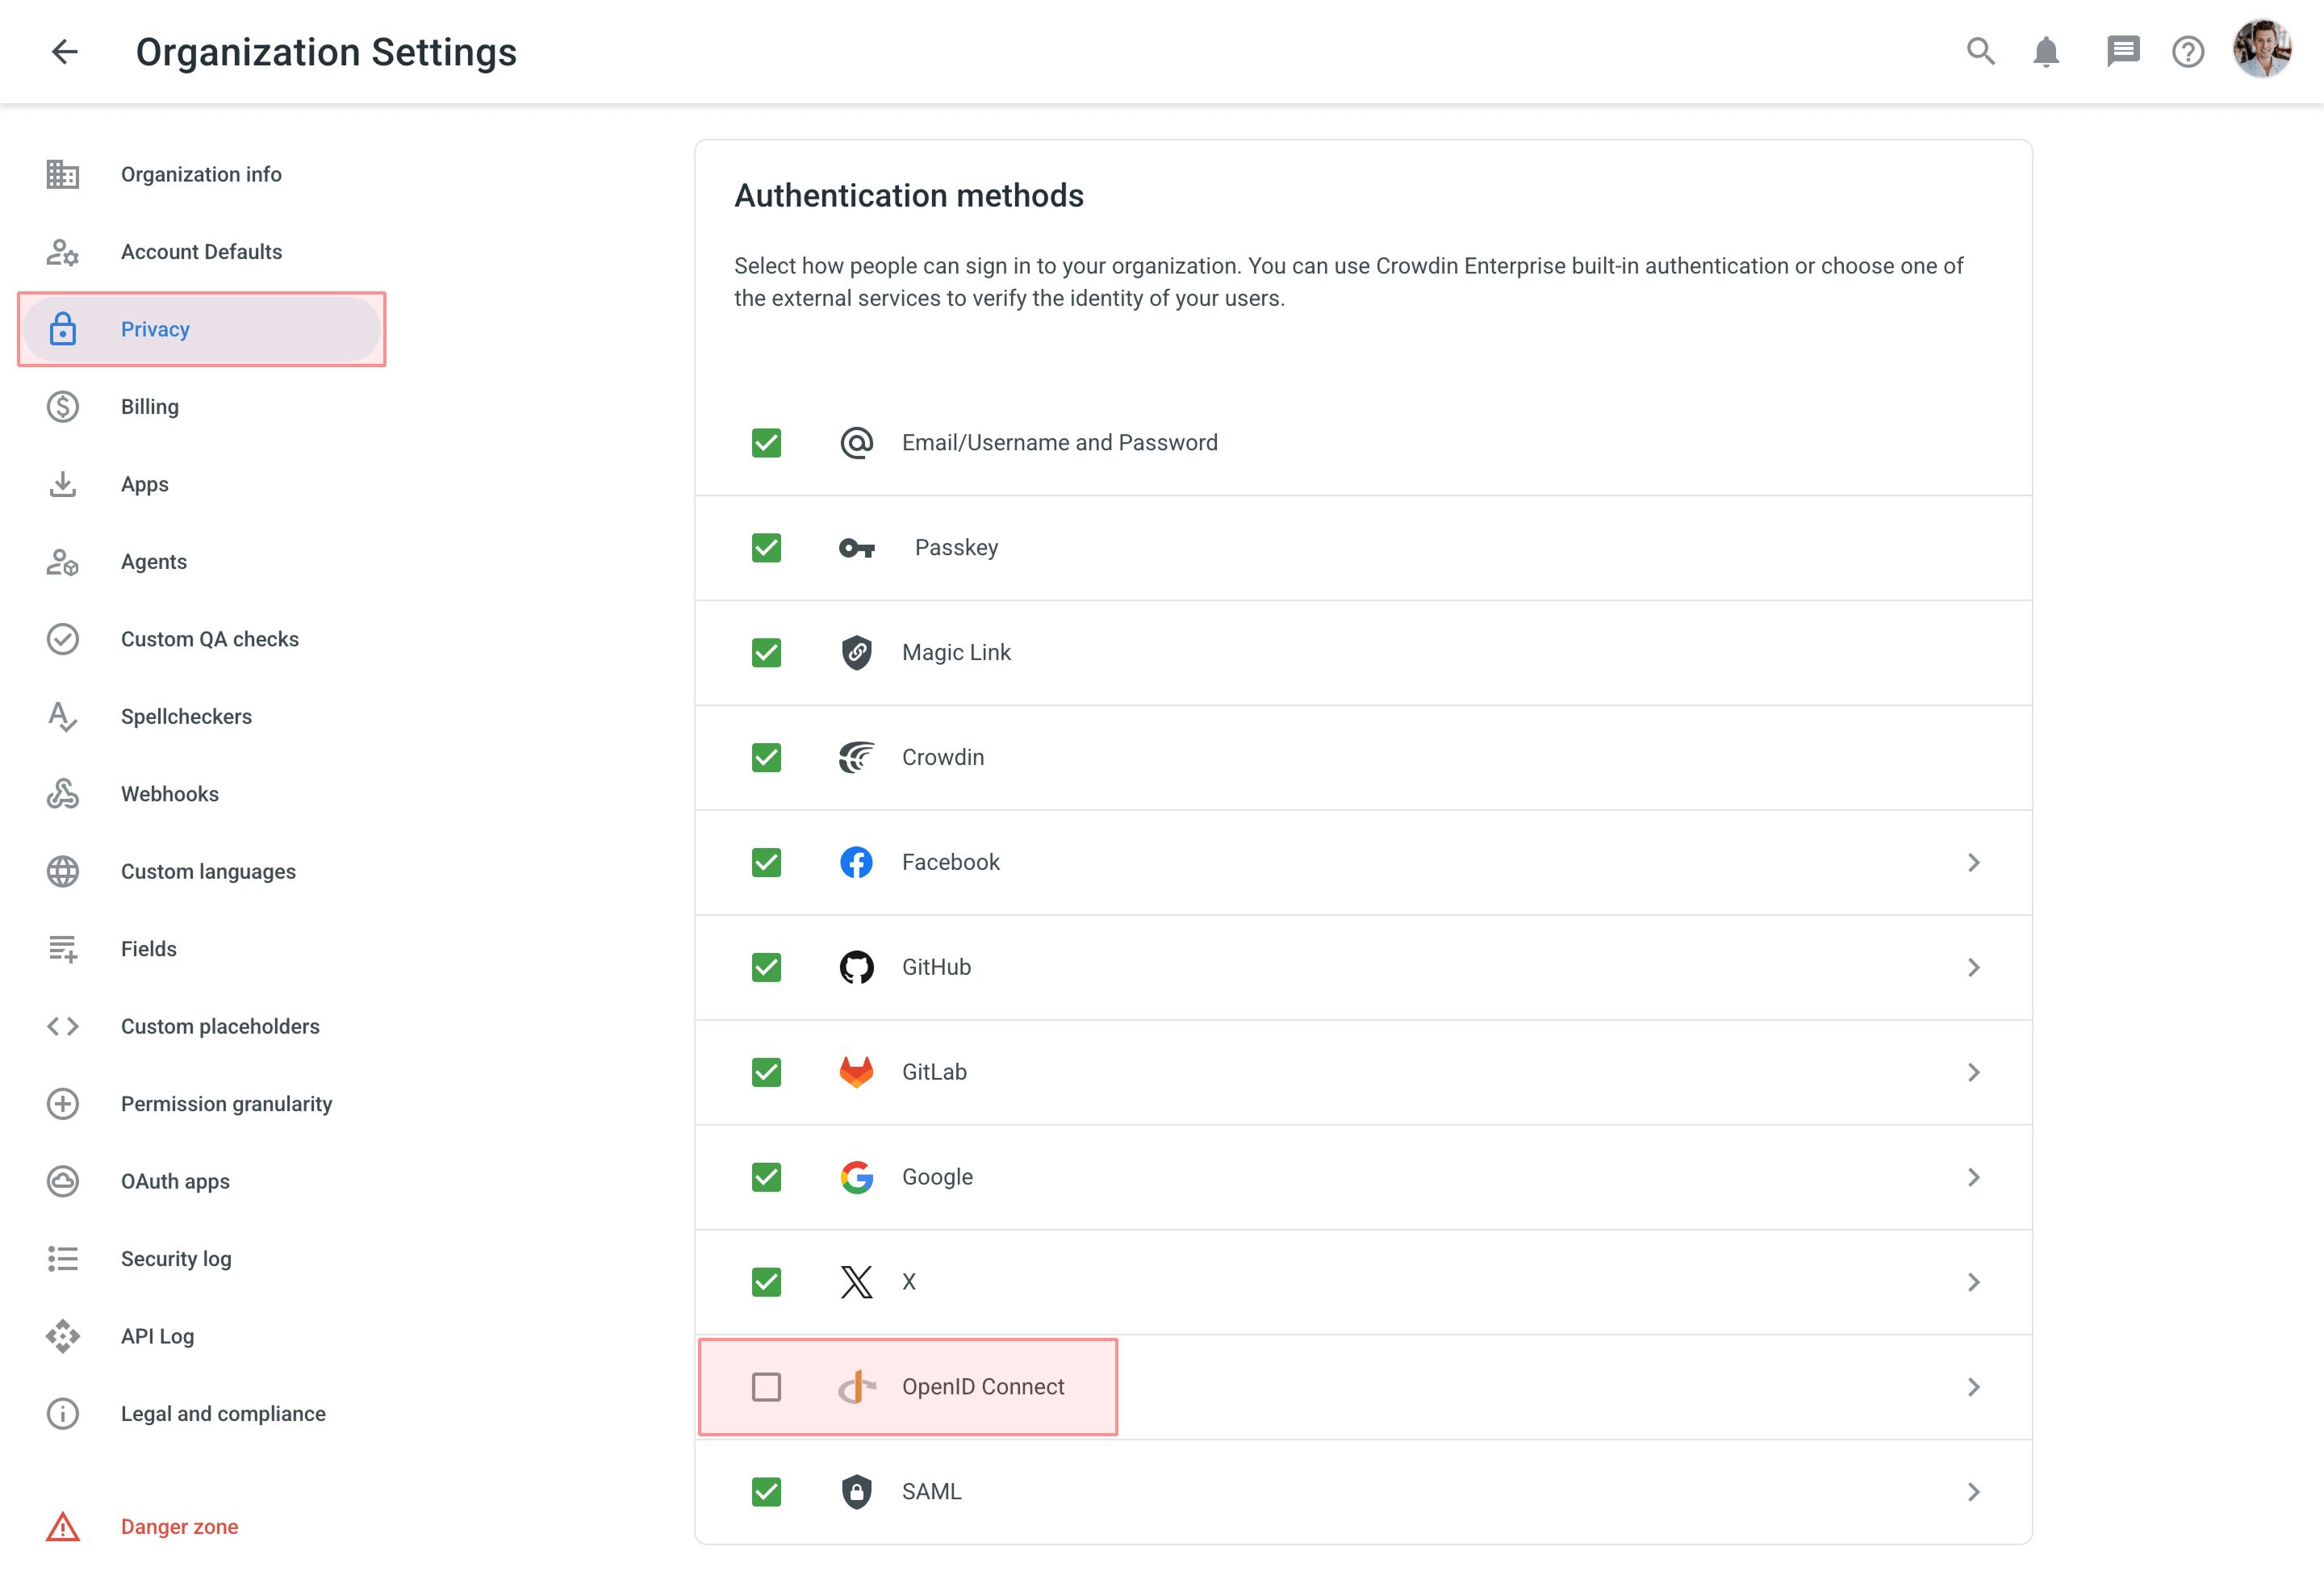 Organization Settings
Organization info
Account Defaults
Privacy
Billing
Apps
Agents
Custom QA checks
Spellcheckers
Webhooks
Custom languages
Fields
Custom placeholders
Permission granularity
OAuth apps
Security log
API Log
Legal and compliance
Danger zone
Authentication methods
Select how people can sign in to your organization. You can use Crowdin Enterprise built-in authentication or choose one of
the external services to verify the identity of your users.
Email/Username and Password
Passkey
Magic Link
Crowdin
Facebook
GitHub
GitLab
Google
X
OpenID Connect
SAML